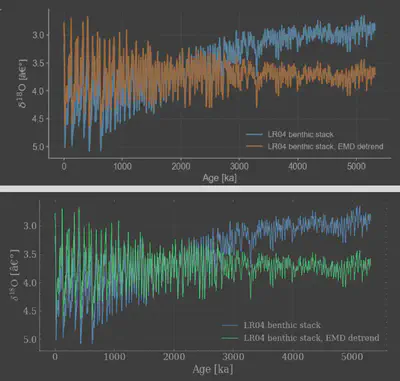 3.0
3.5
4.0
4.5
5.0
δ¹⁸O [â€°]
LR04 benthic stack
LR04 benthic stack, EMD detrend
0 1000 2000 3000 4000 5000
Age [ka]
3.0
3.5
4.0
4.5
5.0
δ¹⁸O [â€°]
LR04 benthic stack
LR04 benthic stack, EMD detrend
0 1000 2000 3000 4000 5000
Age [ka]